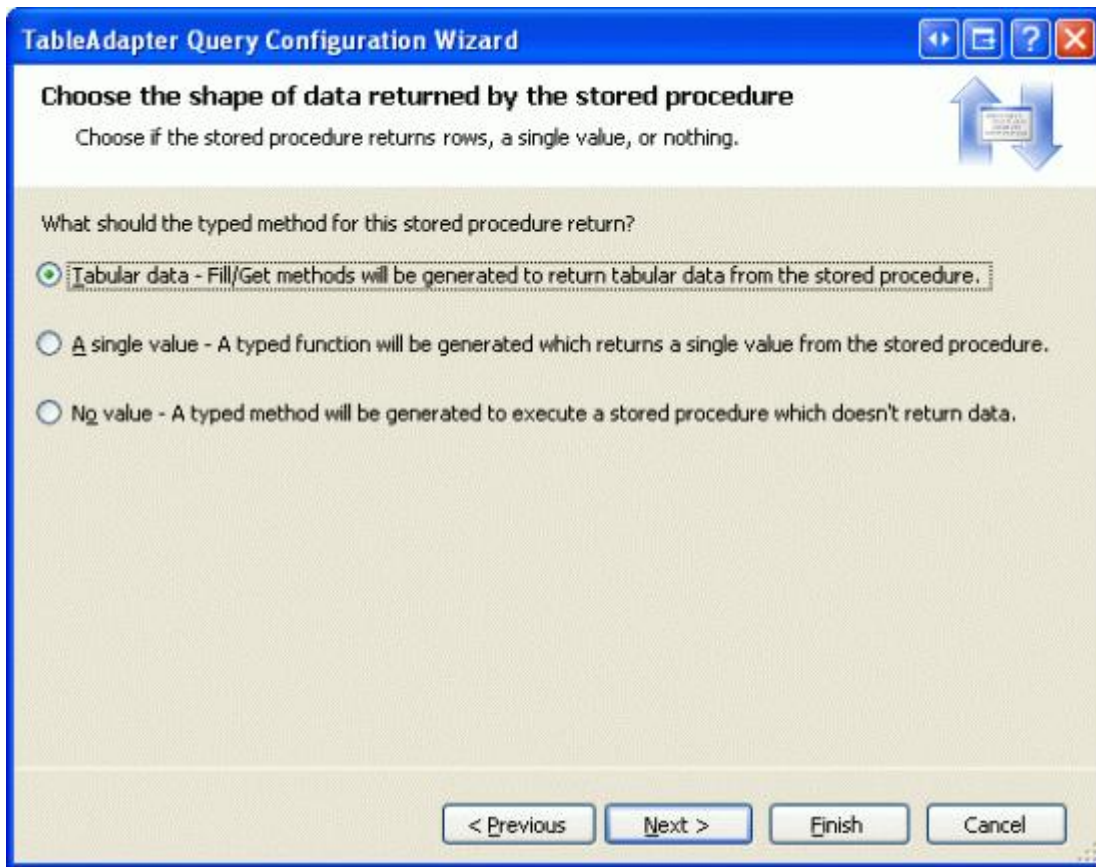 TableAdapter Query Configuration Wizard
Choose the shape of data returned by the stored procedure
Choose if the stored procedure returns rows, a single value, or nothing.
What should the typed method for this stored procedure return?
Tabular data - Fill/Get methods will be generated to return tabular data from the stored procedure.
A single value - A typed function will be generated which returns a single value from the stored procedure.
No value - A typed method will be generated to execute a stored procedure which doesn't return data.
< Previous Next > Finish Cancel